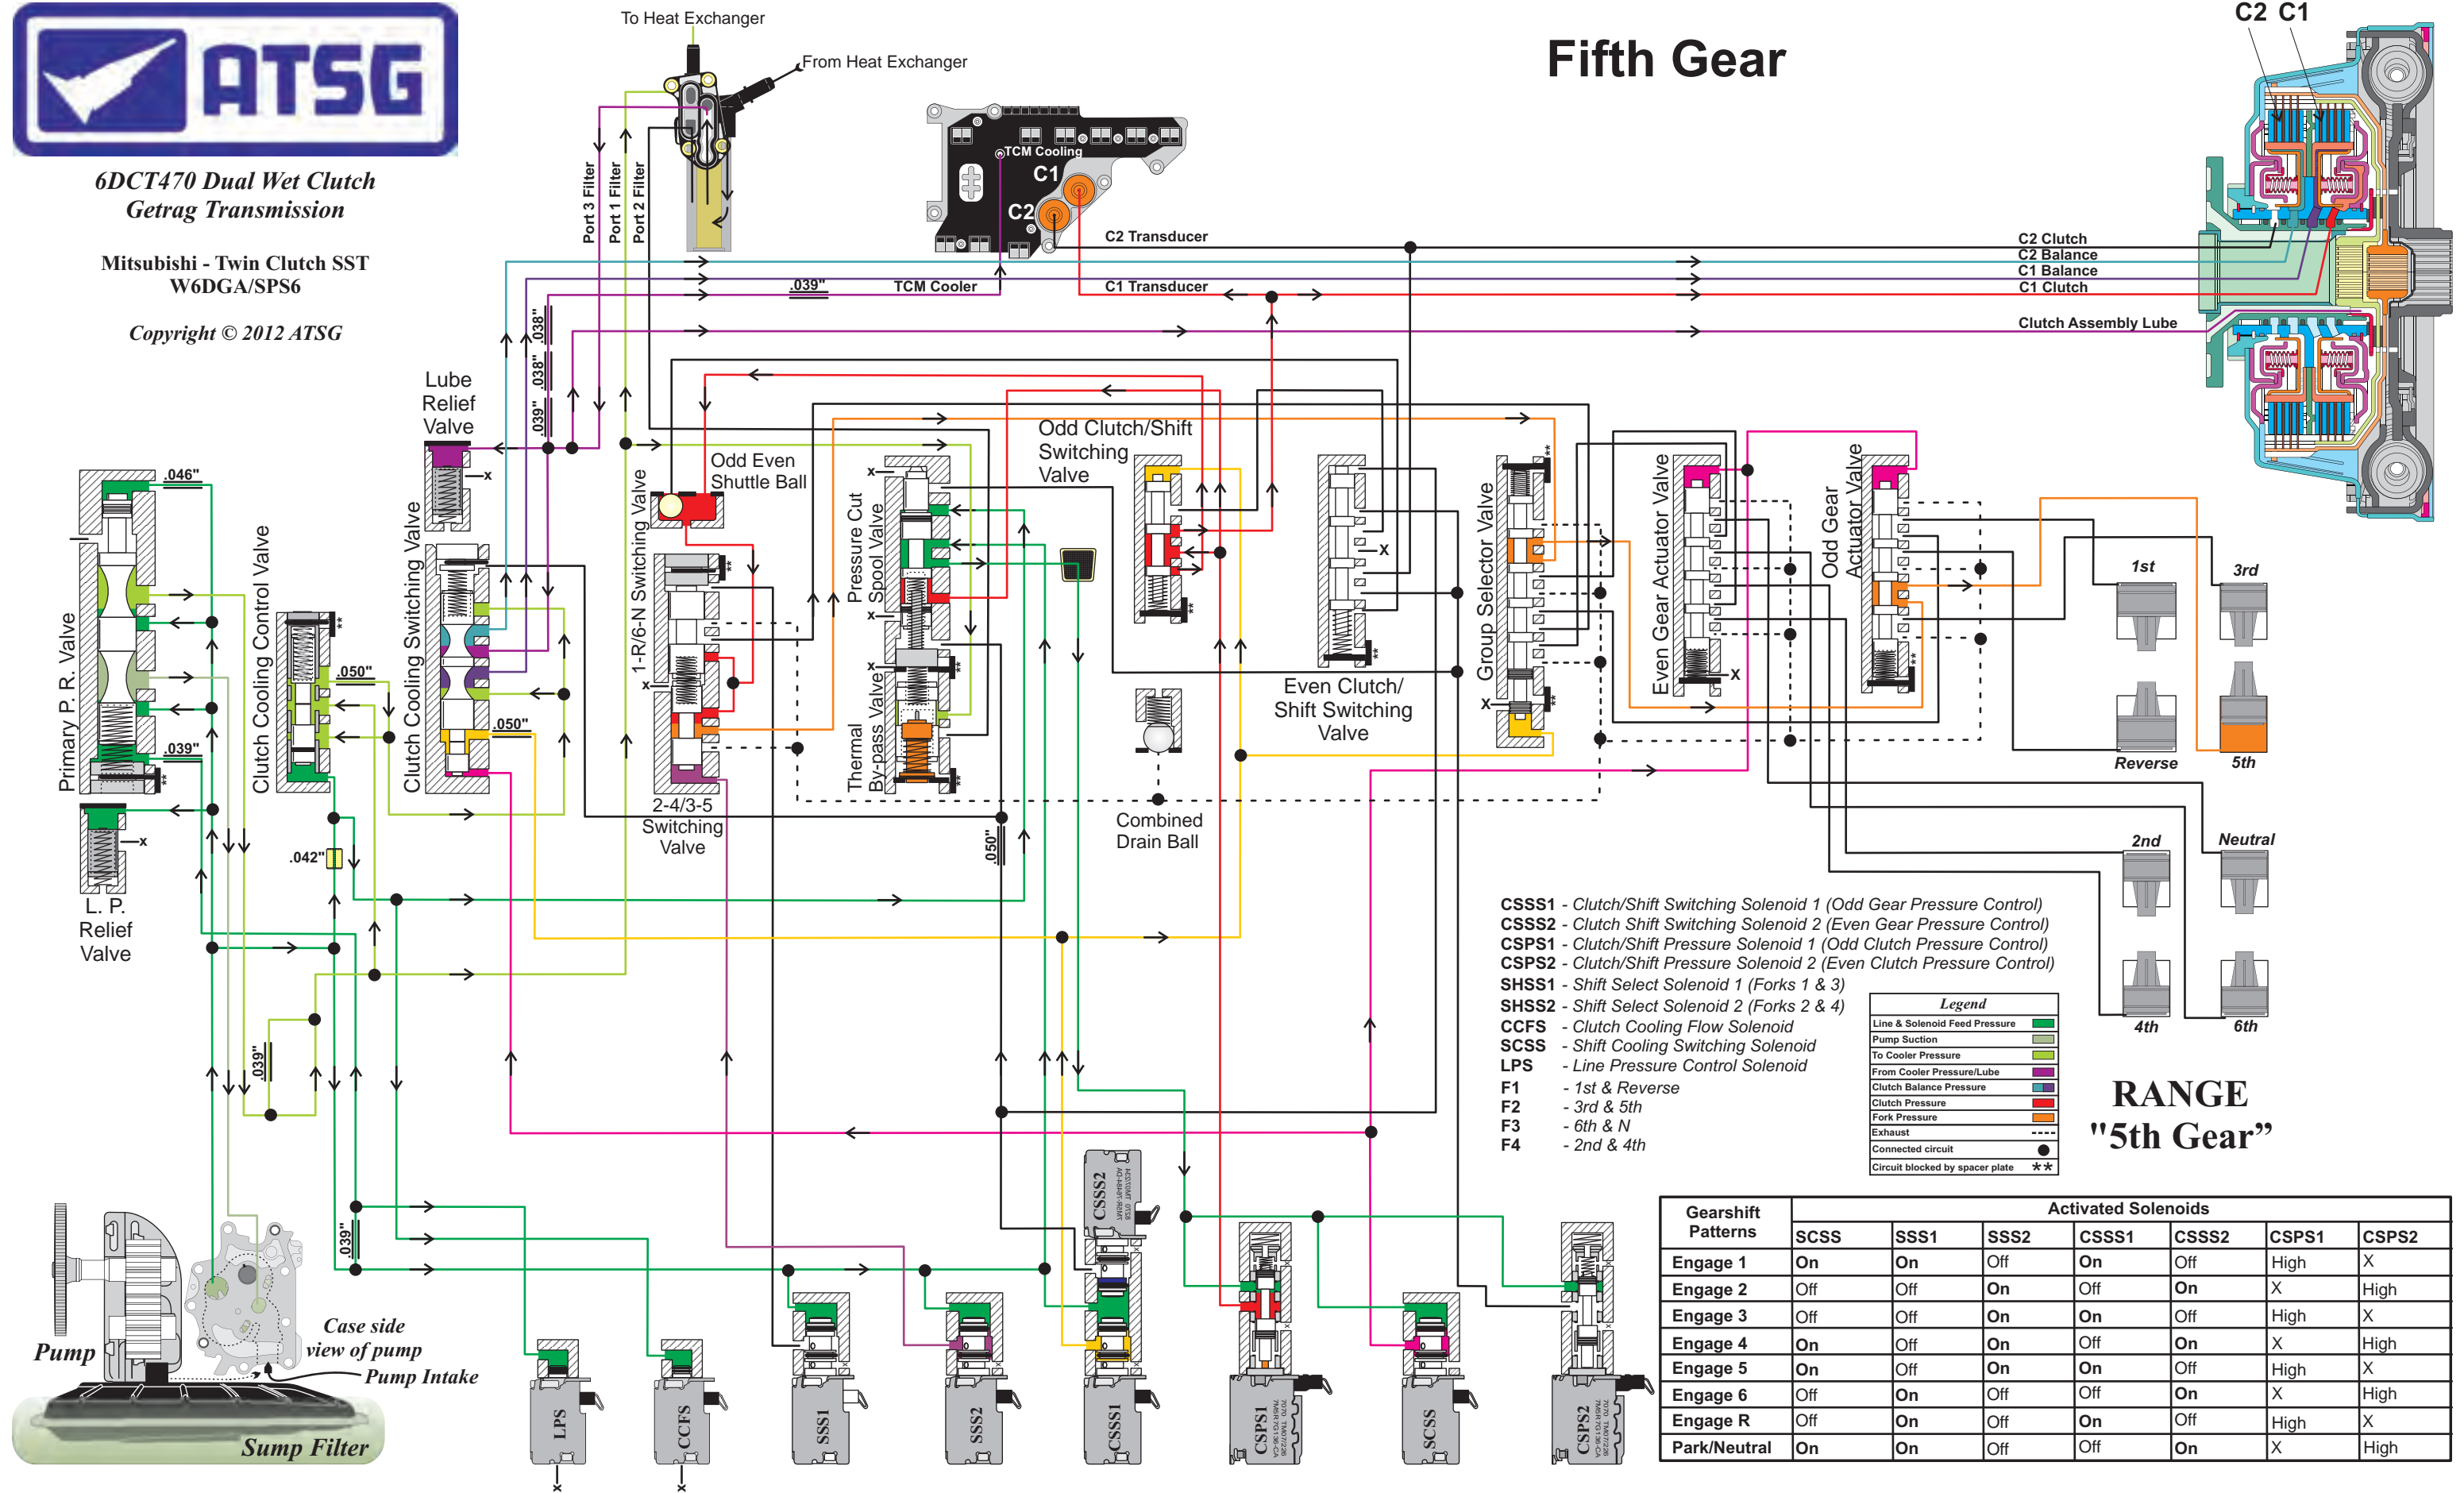 ATSG
6DCT470 Dual Wet Clutch
Getrag Transmission
Mitsubishi - Twin Clutch SST
W6DGA/SPS6
Copyright © 2012 ATSG
To Heat Exchanger
From Heat Exchanger
Fifth Gear
C2 C1
Port 3 Filter
Port 1 Filter
Port 2 Filter
TCM Cooling
C1
C2
C2 Transducer
.039"
TCM Cooler
C1 Transducer
C2 Clutch
C2 Balance
C1 Balance
C1 Clutch
Clutch Assembly Lube
.038"
.038"
.039"
Lube
Relief
Valve
x
.046"
Primary P. R. Valve
.039"
**
Clutch Cooling Control Valve
**
.050"
Clutch Cooling Switching Valve
.050"
Odd Even
Shuttle Ball
1-R/6-N Switching Valve
**
x
2-4/3-5
Switching
Valve
Pressure Cut
Spool Valve
x
x
x
**
Thermal
By-pass Valve
**
Odd Clutch/Shift
Switching
Valve
**
x
**
Even Clutch/
Shift Switching
Valve
Group Selector Valve
**
**
x
Even Gear Actuator Valve
x
Odd Gear
Actuator Valve
**
1st
3rd
Reverse
5th
2nd
Neutral
4th
6th
Combined
Drain Ball
x
L. P.
Relief
Valve
.042"
.050"
.039"
.039"
CSSS1 - Clutch/Shift Switching Solenoid 1 (Odd Gear Pressure Control)
CSSS2 - Clutch Shift Switching Solenoid 2 (Even Gear Pressure Control)
CSPS1 - Clutch/Shift Pressure Solenoid 1 (Odd Clutch Pressure Control)
CSPS2 - Clutch/Shift Pressure Solenoid 2 (Even Clutch Pressure Control)
SHSS1 - Shift Select Solenoid 1 (Forks 1 & 3)
SHSS2 - Shift Select Solenoid 2 (Forks 2 & 4)
CCFS - Clutch Cooling Flow Solenoid
SCSS - Shift Cooling Switching Solenoid
LPS - Line Pressure Control Solenoid
F1 - 1st & Reverse
F2 - 3rd & 5th
F3 - 6th & N
F4 - 2nd & 4th
Legend
Line & Solenoid Feed Pressure
Pump Suction
To Cooler Pressure
From Cooler Pressure/Lube
Clutch Balance Pressure
Clutch Pressure
Fork Pressure
Exhaust
Connected circuit
Circuit blocked by spacer plate **
RANGE
"5th Gear”
Pump
Case side
view of pump
Pump Intake
Sump Filter
LPS
x
CCFS
x
SSS1
SSS2
CSSS2
CSSS1
CSPS1
SCSS
CSPS2
Gearshift Patterns Activated Solenoids
SCSS SSS1 SSS2 CSSS1 CSSS2 CSPS1 CSPS2
Engage 1 On On Off On Off High X
Engage 2 Off Off On Off On X High
Engage 3 Off Off On On Off High X
Engage 4 On Off On Off On X High
Engage 5 On Off On On Off High X
Engage 6 Off On Off Off On X High
Engage R Off On Off On Off High X
Park/Neutral On On Off Off On X High